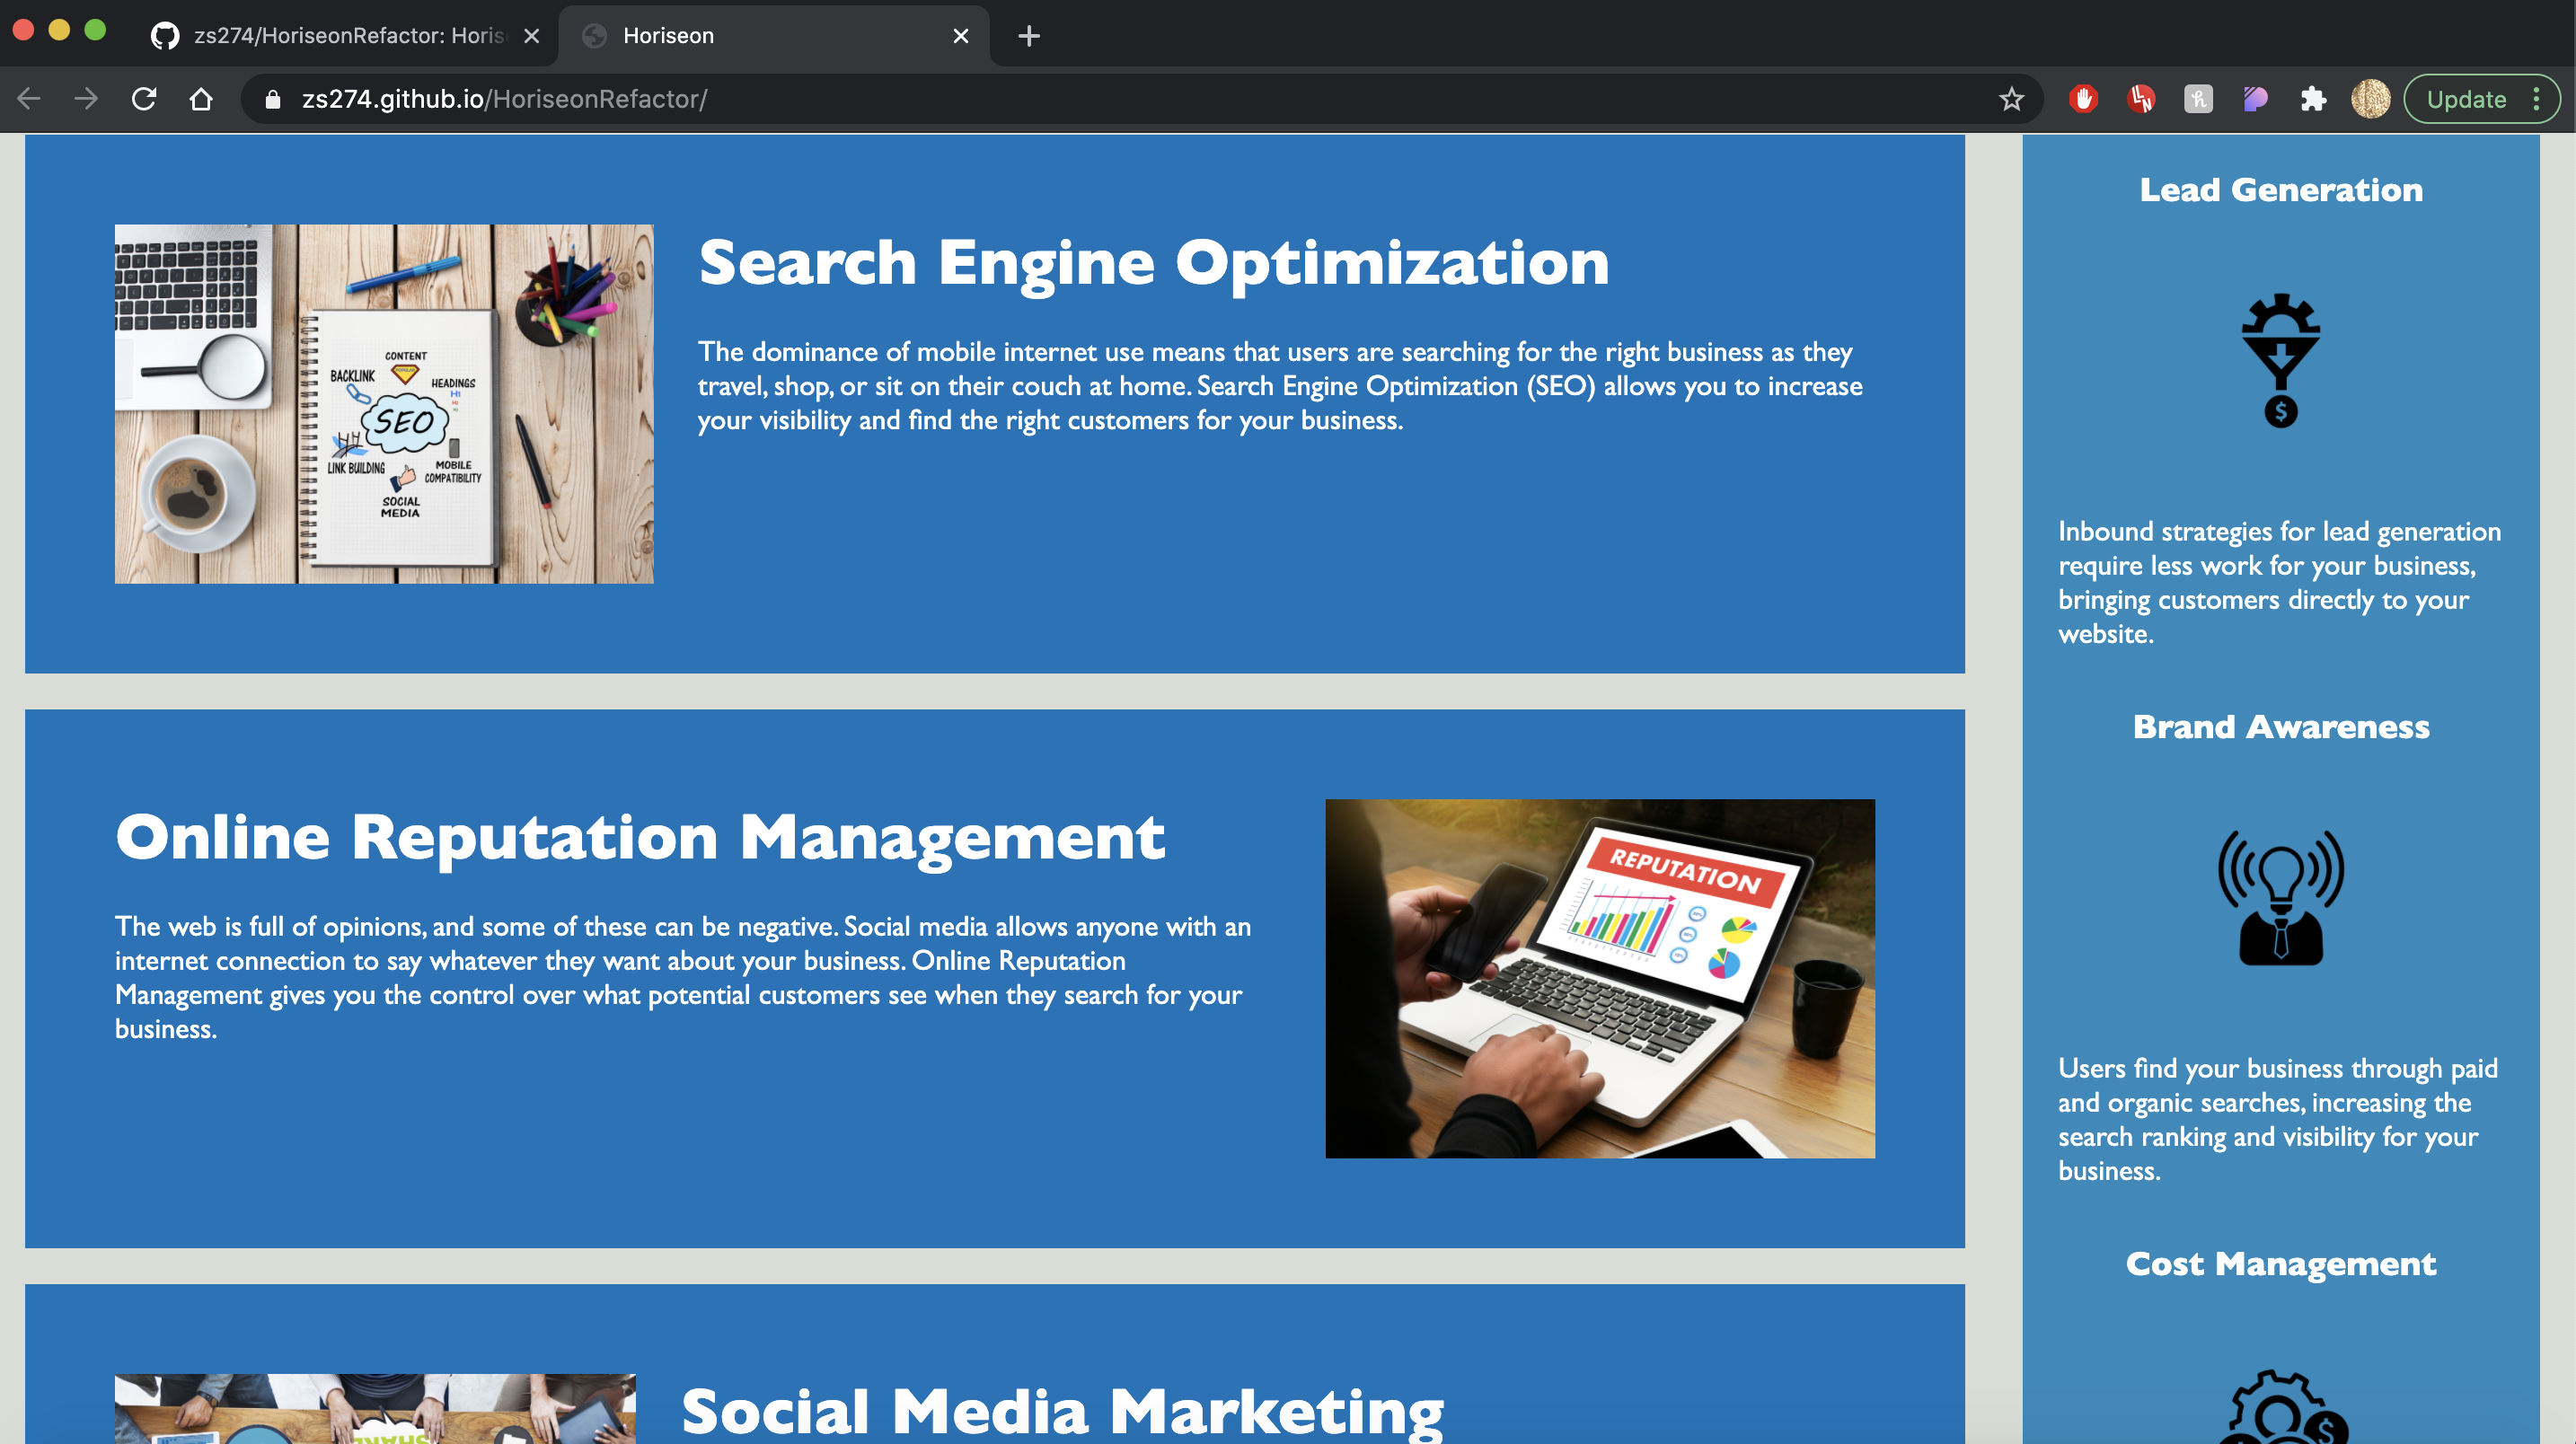 zs274/HoriseonRefactor: Horis
Horiseon
zs274.github.io/HoriseonRefactor/
Update
Search Engine Optimization
The dominance of mobile internet use means that users are searching for the right business as they
travel, shop, or sit on their couch at home. Search Engine Optimization (SEO) allows you to increase
your visibility and find the right customers for your business.
CONTENT
BACKLINK
HEADINGS
H1
SEO
LINK BUILDING
MOBILE
COMPATIBILITY
SOCIAL
MEDIA
Online Reputation Management
The web is full of opinions, and some of these can be negative. Social media allows anyone with an
internet connection to say whatever they want about your business. Online Reputation
Management gives you the control over what potential customers see when they search for your
business.
REPUTATION
Social Media Marketing
SHARE
Lead Generation
$
Inbound strategies for lead generation
require less work for your business,
bringing customers directly to your
website.
Brand Awareness
Users find your business through paid
and organic searches, increasing the
search ranking and visibility for your
business.
Cost Management
$